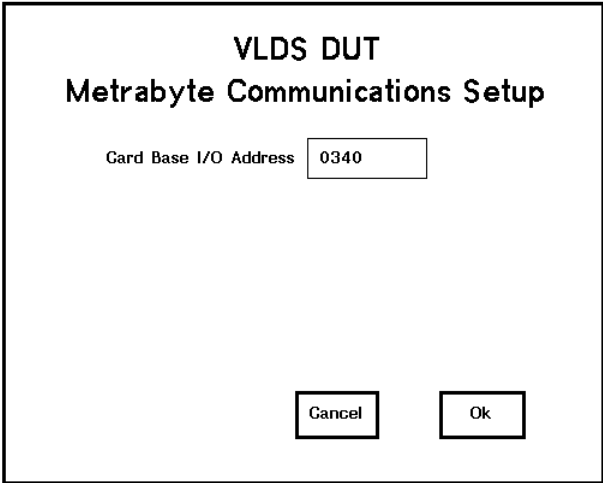 VLDS DUT
Metrabyte Communications Setup
Card Base I/O Address 0340
Cancel Ok